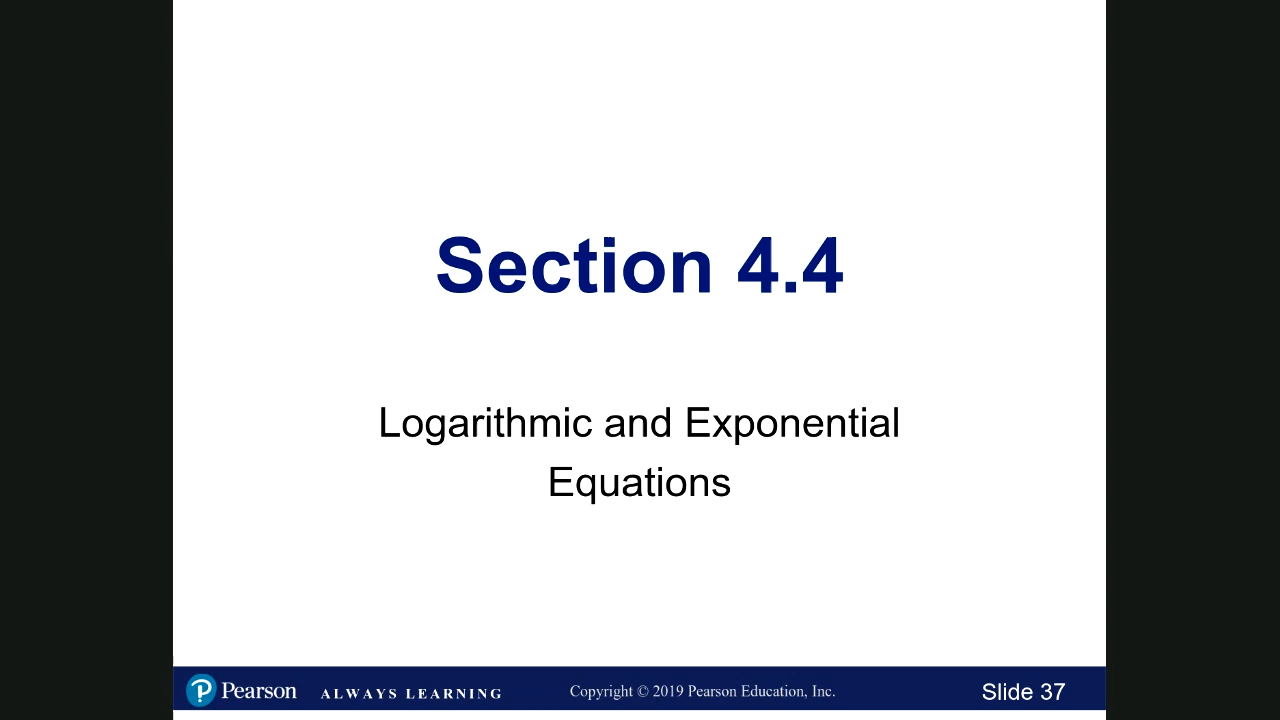 Section 4.4
Logarithmic and Exponential
Equations
Pearson ALWAYS LEARNING Copyright © 2019 Pearson Education, Inc. Slide 37